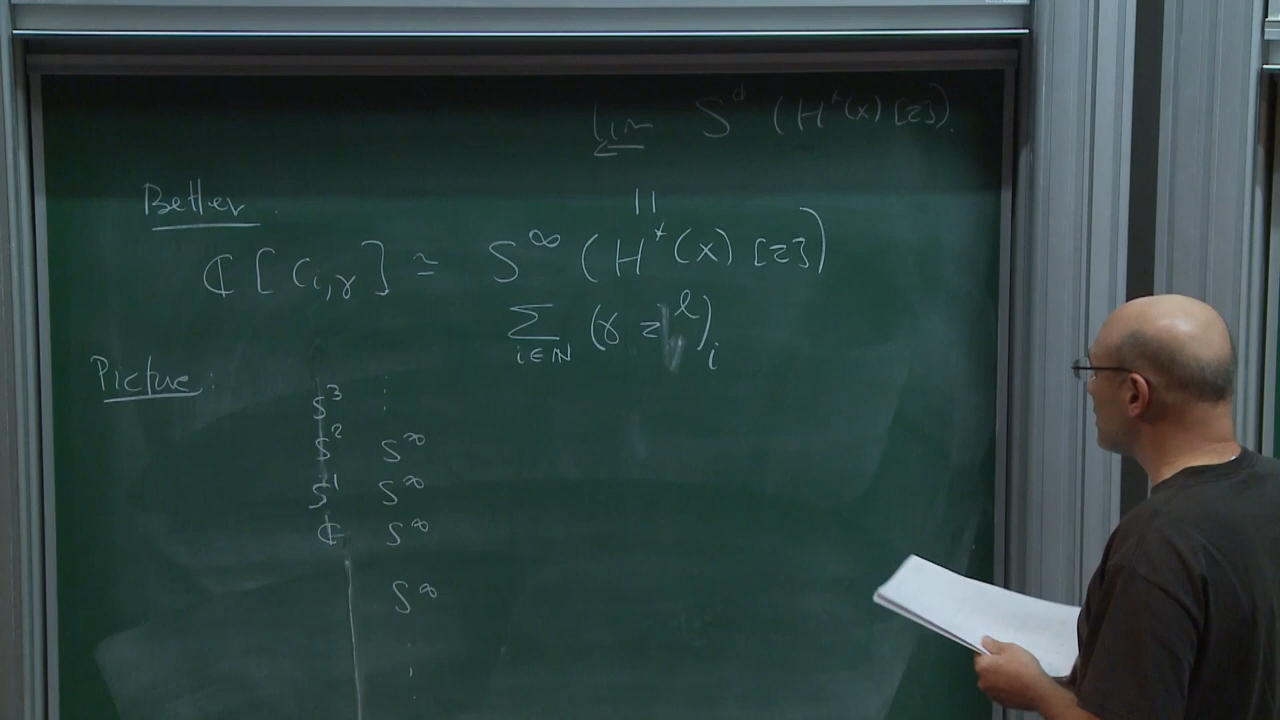 lim S^d (H^*(X)[z]).
←
Better
||
ℂ[c_{i,γ}] ≃ S^∞ (H^*(X)[z])
∑_{i∈ℕ} (γ z^l)_i
Picture:
S^3 ⋮
S^2 S^∞
S^1 S^∞
ℂ S^∞
S^∞
⋮